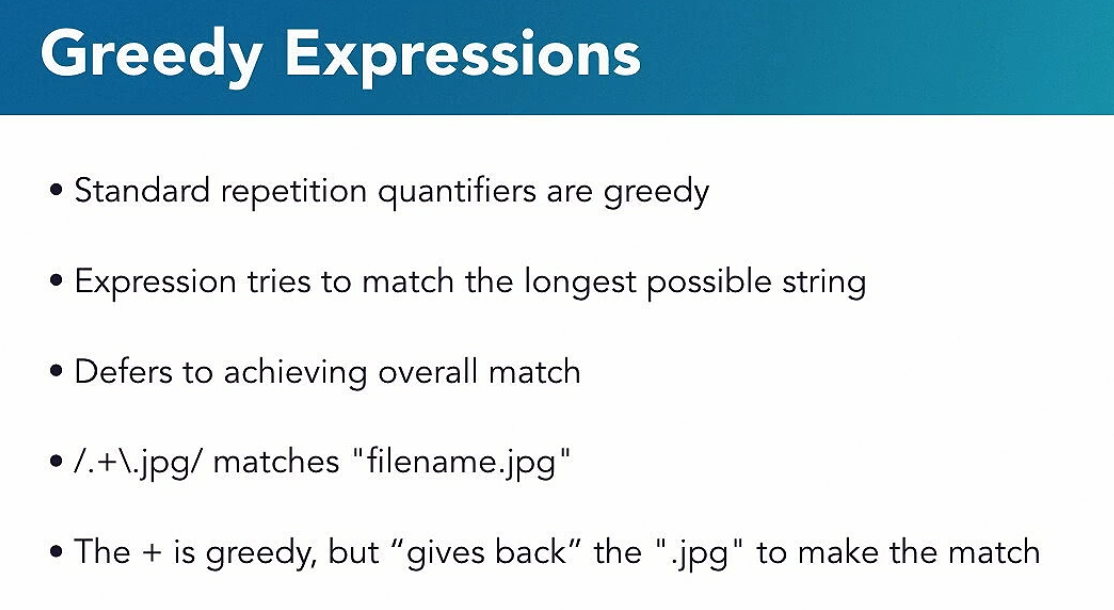 Greedy Expressions
• Standard repetition quantifiers are greedy
• Expression tries to match the longest possible string
• Defers to achieving overall match
• /.+\.jpg/ matches "filename.jpg"
• The + is greedy, but “gives back” the ".jpg" to make the match